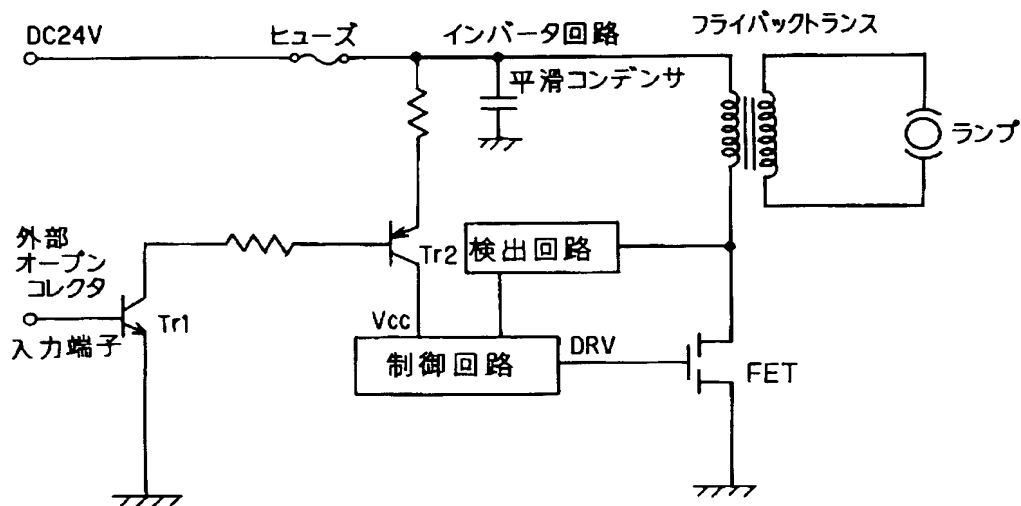 DC24V
ヒューズ
インバータ回路
フライバックトランス
平滑コンデンサ
ランプ
外部
オープン
コレクタ
入力端子
Tr1
Tr2
検出回路
Vcc
制御回路
DRV
FET